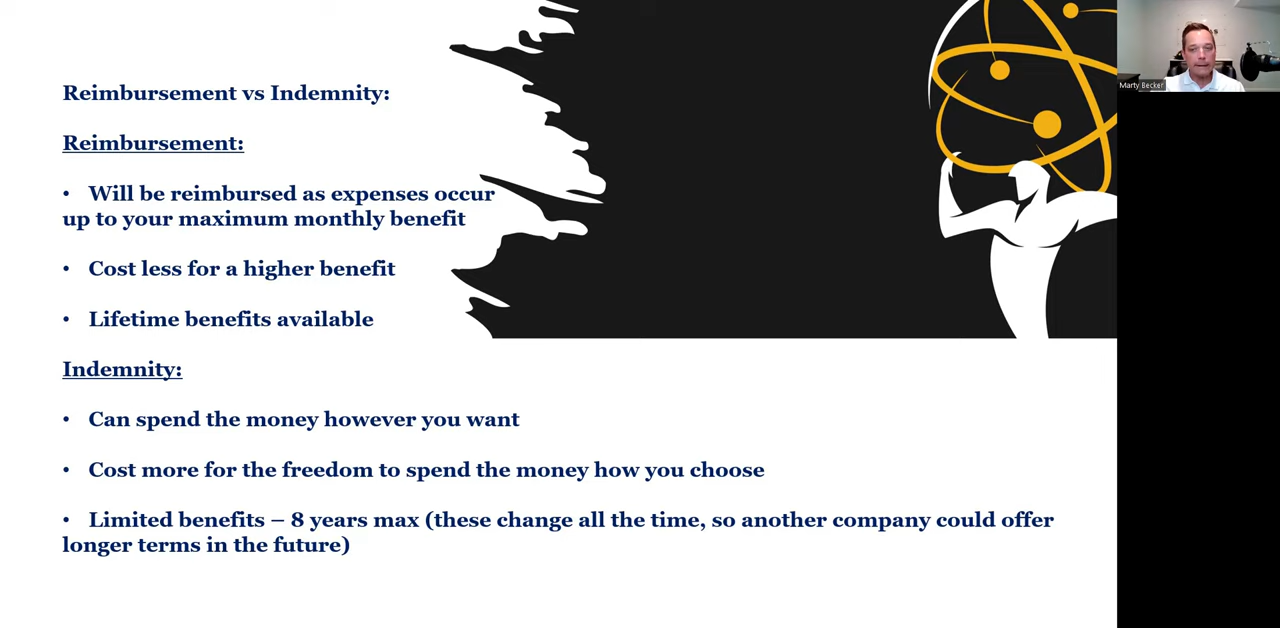 Reimbursement vs Indemnity:
Reimbursement:
• Will be reimbursed as expenses occur
up to your maximum monthly benefit
• Cost less for a higher benefit
• Lifetime benefits available
Indemnity:
• Can spend the money however you want
• Cost more for the freedom to spend the money how you choose
• Limited benefits – 8 years max (these change all the time, so another company could offer
longer terms in the future)
Marty Becker